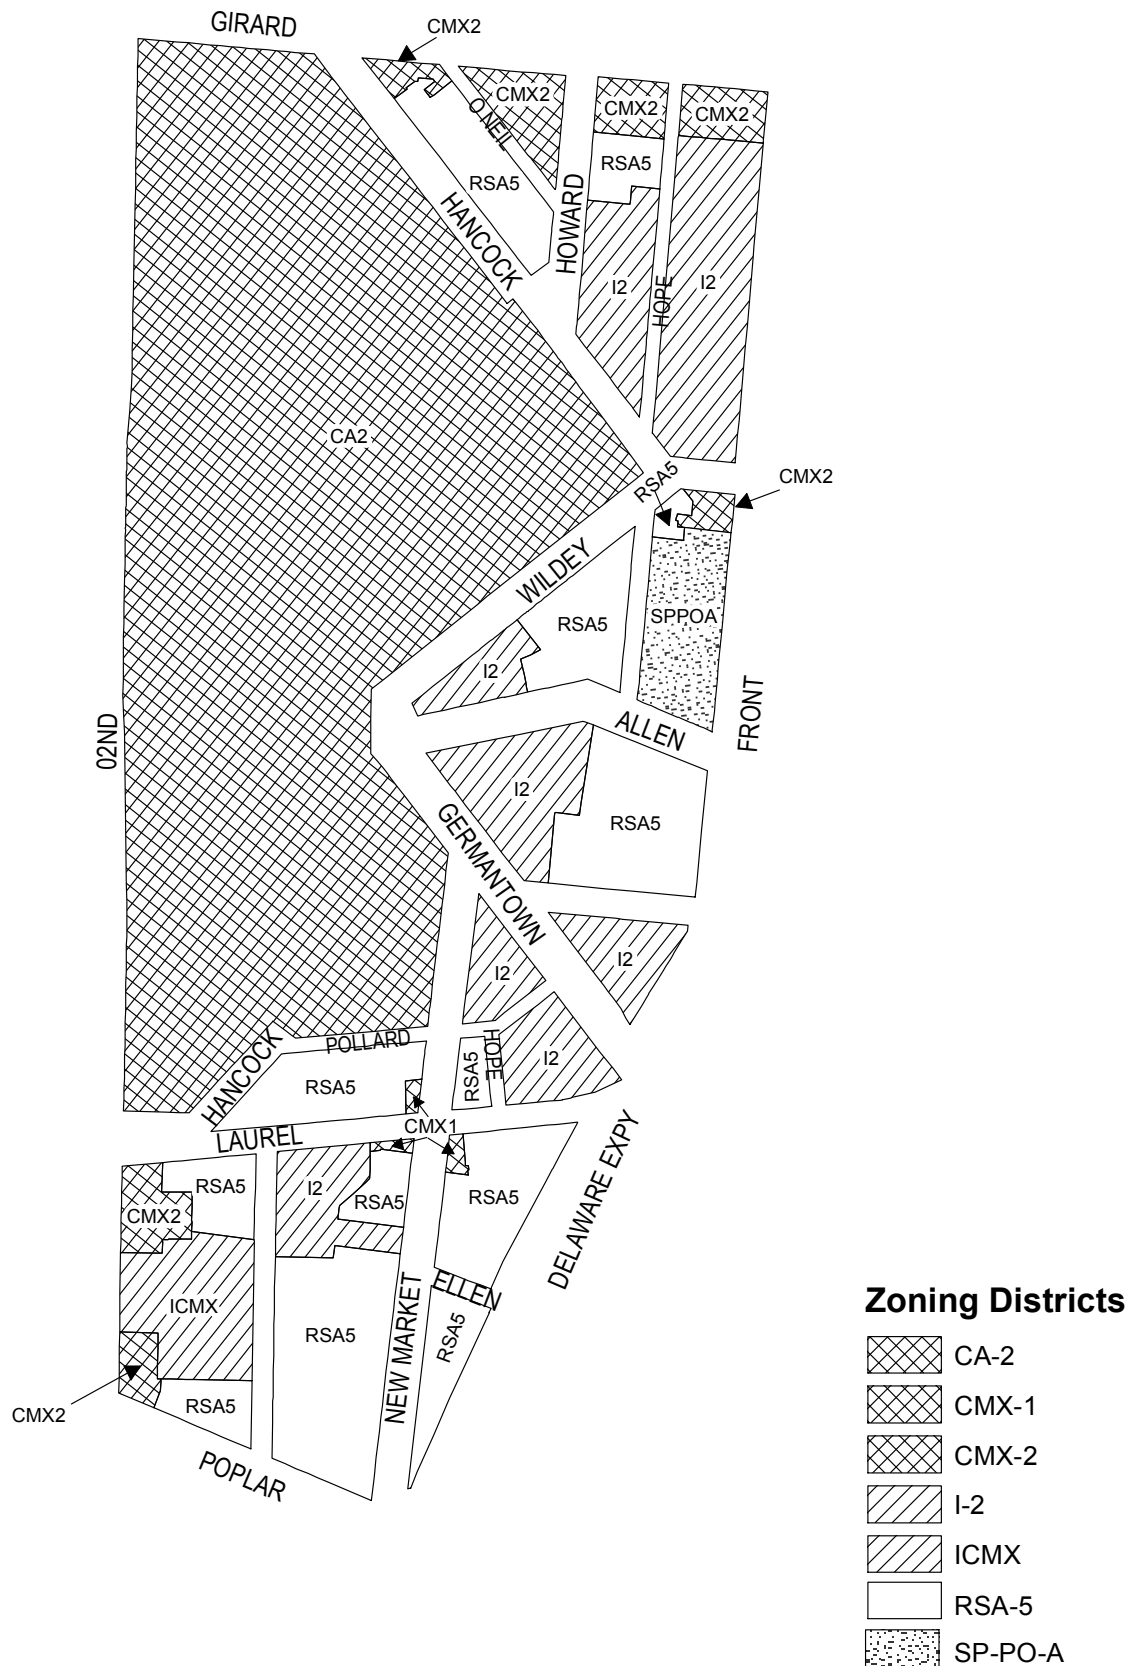 GIRARD
CMX2
CMX2
CMX2
CMX2
O NEIL
RSA5
RSA5
HANCOCK
HOWARD
I2
HOPE
I2
CA2
RSA5
CMX2
WILDEY
RSA5
SPPOA
I2
ALLEN
FRONT
02ND
I2
RSA5
GERMANTOWN
I2
I2
HANCOCK
POLLARD
HOPE
RSA5
I2
RSA5
CMX1
LAUREL
DELAWARE EXPY
RSA5
I2
RSA5
RSA5
CMX2
ELLEN
ICMX
RSA5
NEW MARKET
RSA5
CMX2
RSA5
POPLAR
Zoning Districts
CA-2
CMX-1
CMX-2
I-2
ICMX
RSA-5
SP-PO-A